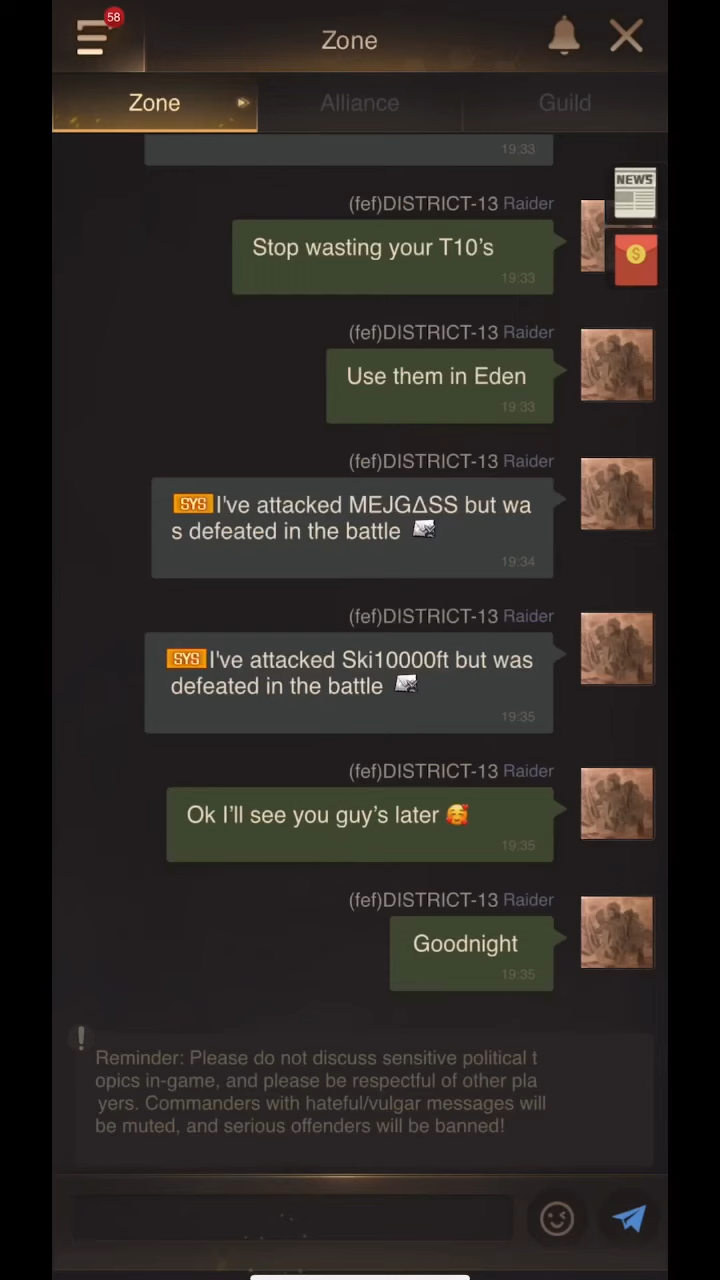 58
Zone
Zone
Alliance
Guild
19:33
NEWS
(fef)DISTRICT-13 Raider
Stop wasting your T10’s
19:33
(fef)DISTRICT-13 Raider
Use them in Eden
19:33
(fef)DISTRICT-13 Raider
SYS I've attacked MEJGΔSS but wa
s defeated in the battle
19:34
(fef)DISTRICT-13 Raider
SYS I've attacked Ski10000ft but was
defeated in the battle
19:35
(fef)DISTRICT-13 Raider
Ok I’ll see you guy’s later 🥰
19:35
(fef)DISTRICT-13 Raider
Goodnight
19:35
Reminder: Please do not discuss sensitive political t
opics in-game, and please be respectful of other pla
yers. Commanders with hateful/vulgar messages will
be muted, and serious offenders will be banned!